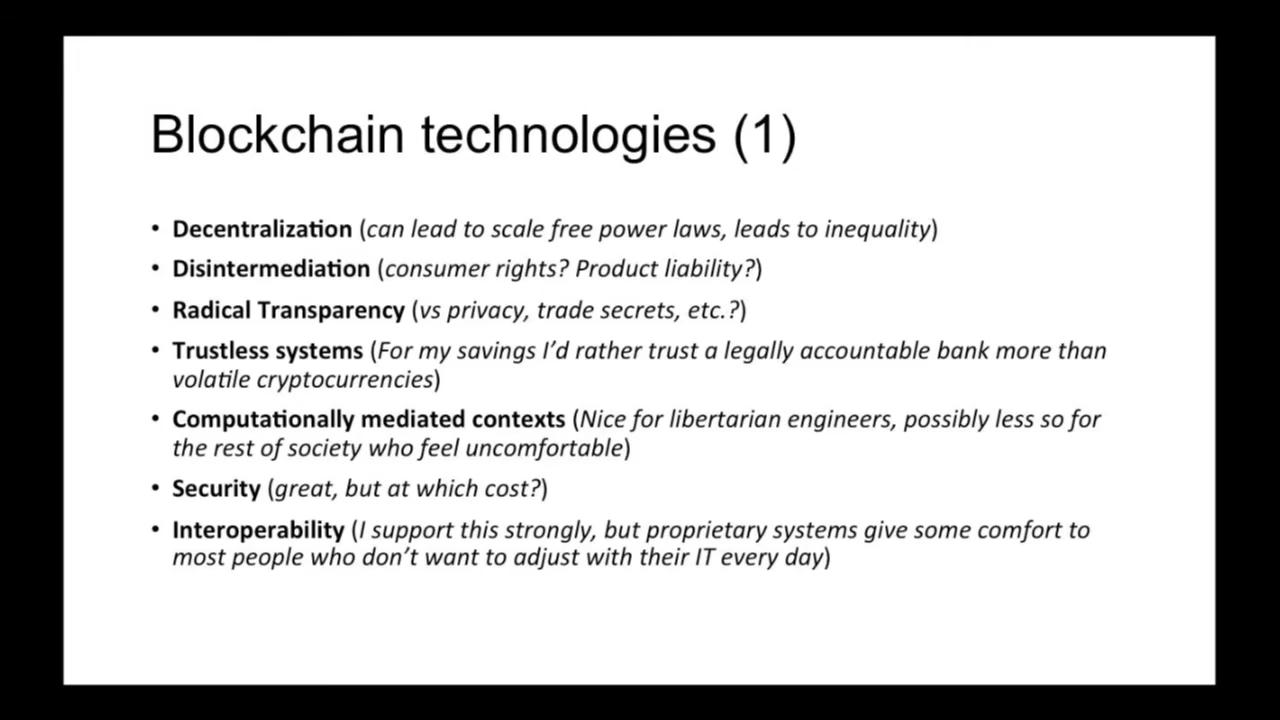 Blockchain technologies (1)
• Decentralization (can lead to scale free power laws, leads to inequality)
• Disintermediation (consumer rights? Product liability?)
• Radical Transparency (vs privacy, trade secrets, etc.?)
• Trustless systems (For my savings I’d rather trust a legally accountable bank more than
volatile cryptocurrencies)
• Computationally mediated contexts (Nice for libertarian engineers, possibly less so for
the rest of society who feel uncomfortable)
• Security (great, but at which cost?)
• Interoperability (I support this strongly, but proprietary systems give some comfort to
most people who don’t want to adjust with their IT every day)